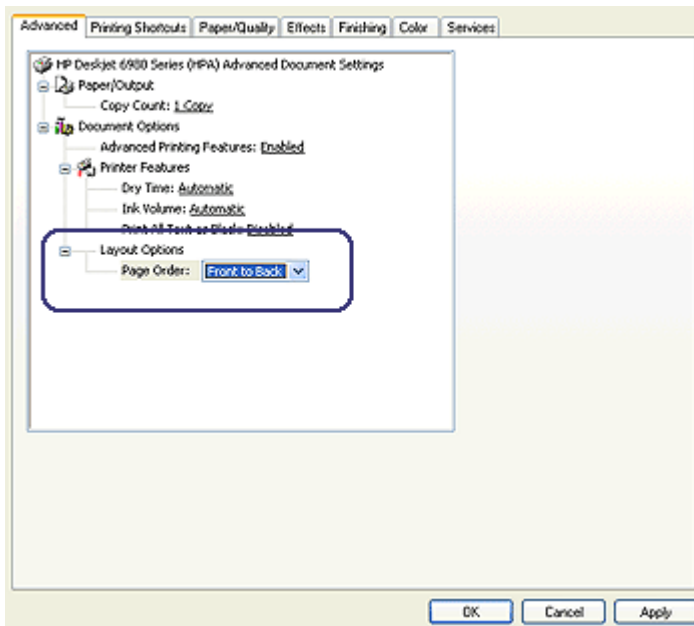 Advanced Printing Shortcuts Paper/Quality Effects Finishing Color Services
HP Deskjet 6980 Series (HPA) Advanced Document Settings
Paper/Output
Copy Count: 1 Copy
Document Options
Advanced Printing Features: Enabled
Printer Features
Dry Time: Automatic
Ink Volume: Automatic
Print All Text as Black: Disabled
Layout Options
Page Order: Front to Back
OK Cancel Apply